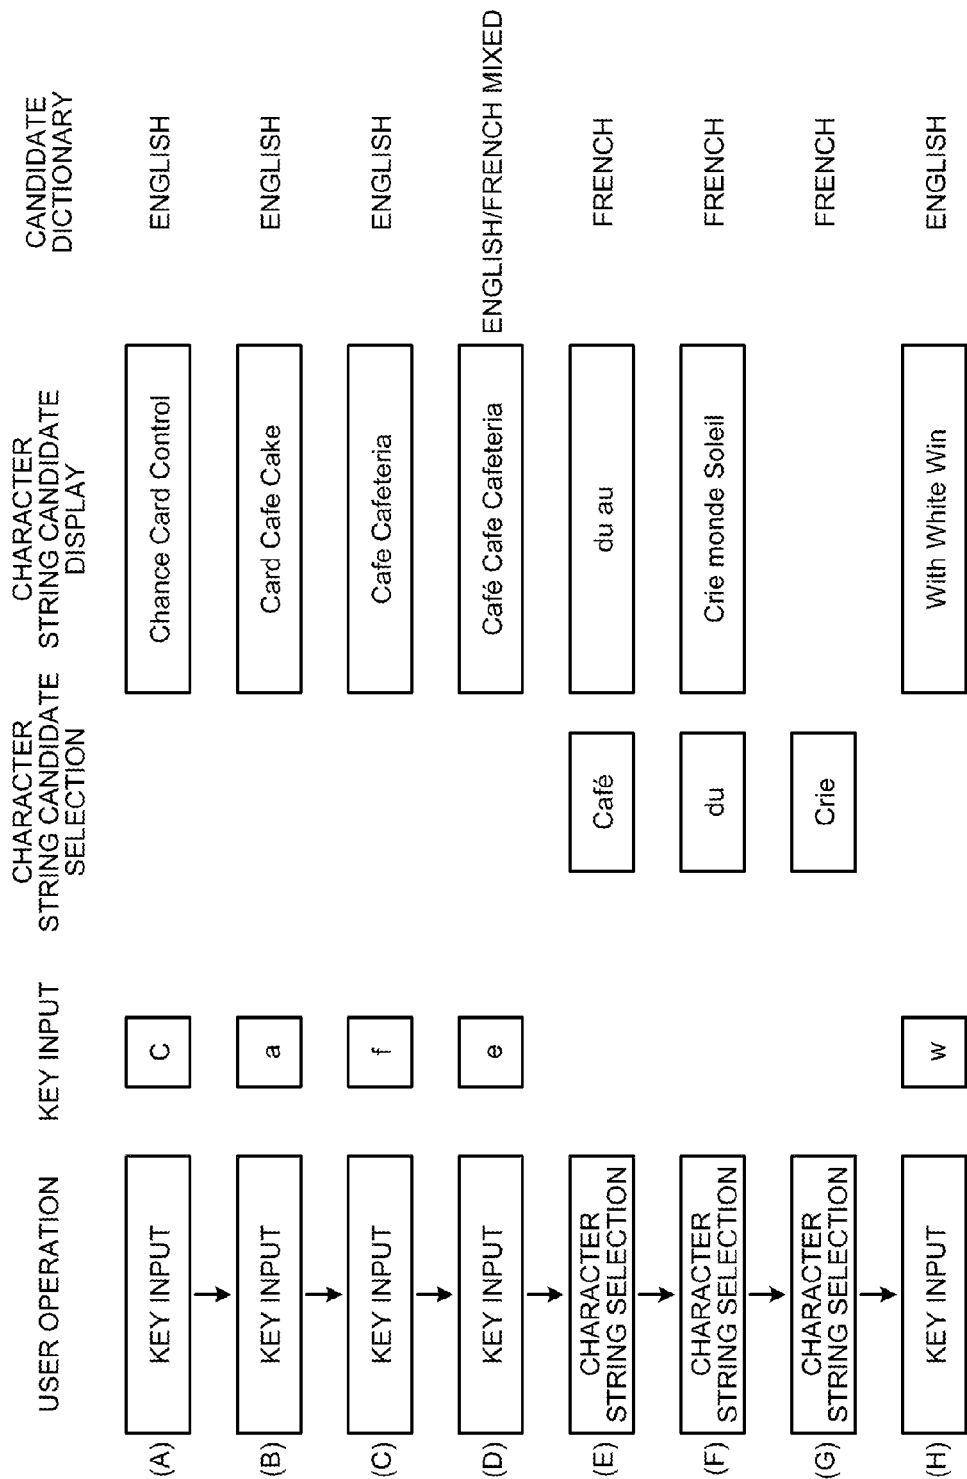 USER OPERATION
KEY INPUT
CHARACTER
STRING CANDIDATE
SELECTION
CHARACTER
STRING CANDIDATE
DISPLAY
CANDIDATE
DICTIONARY
(A)
KEY INPUT
C
Chance Card Control
ENGLISH
(B)
KEY INPUT
a
Card Cafe Cake
ENGLISH
(C)
KEY INPUT
f
Cafe Cafeteria
ENGLISH
(D)
KEY INPUT
e
Café Cafe Cafeteria
ENGLISH/FRENCH MIXED
(E)
CHARACTER
STRING SELECTION
Café
du au
FRENCH
(F)
CHARACTER
STRING SELECTION
du
Crie monde Soleil
FRENCH
(G)
CHARACTER
STRING SELECTION
Crie
FRENCH
(H)
KEY INPUT
w
With White Win
ENGLISH